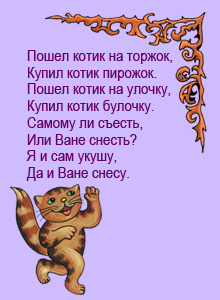 Пошел котик на торжок,
Купил котик пирожок.
Пошел котик на улочку,
Купил котик булочку.
Самому ли съесть,
Или Ване снесть?
Я и сам укушу,
Да и Ване снесу.